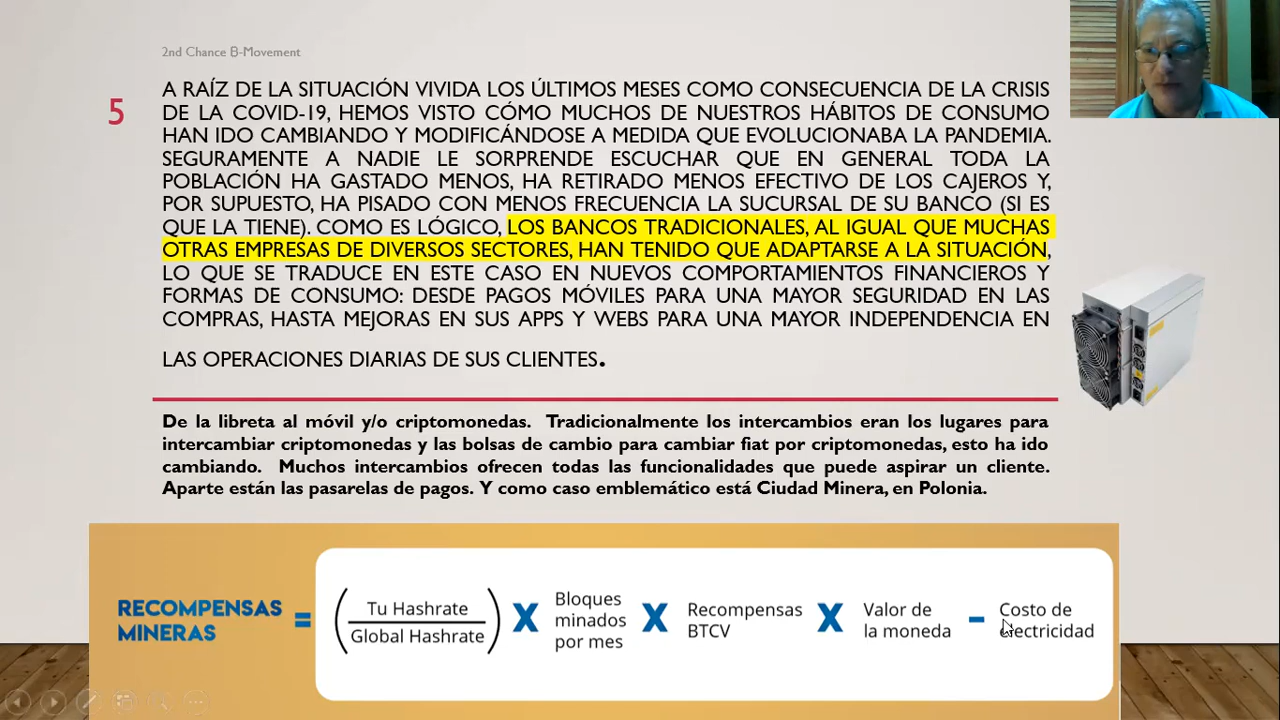 2nd Chance B-Movement
5
A RAÍZ DE LA SITUACIÓN VIVIDA LOS ÚLTIMOS MESES COMO CONSECUENCIA DE LA CRISIS
DE LA COVID-19, HEMOS VISTO CÓMO MUCHOS DE NUESTROS HÁBITOS DE CONSUMO
HAN IDO CAMBIANDO Y MODIFICÁNDOSE A MEDIDA QUE EVOLUCIONABA LA PANDEMIA.
SEGURAMENTE A NADIE LE SORPRENDE ESCUCHAR QUE EN GENERAL TODA LA
POBLACIÓN HA GASTADO MENOS, HA RETIRADO MENOS EFECTIVO DE LOS CAJEROS Y,
POR SUPUESTO, HA PISADO CON MENOS FRECUENCIA LA SUCURSAL DE SU BANCO (SI ES
QUE LA TIENE). COMO ES LÓGICO, LOS BANCOS TRADICIONALES, AL IGUAL QUE MUCHAS
OTRAS EMPRESAS DE DIVERSOS SECTORES, HAN TENIDO QUE ADAPTARSE A LA SITUACIÓN,
LO QUE SE TRADUCE EN ESTE CASO EN NUEVOS COMPORTAMIENTOS FINANCIEROS Y
FORMAS DE CONSUMO: DESDE PAGOS MÓVILES PARA UNA MAYOR SEGURIDAD EN LAS
COMPRAS, HASTA MEJORAS EN SUS APPS Y WEBS PARA UNA MAYOR INDEPENDENCIA EN
LAS OPERACIONES DIARIAS DE SUS CLIENTES.
De la libreta al móvil y/o criptomonedas. Tradicionalmente los intercambios eran los lugares para
intercambiar criptomonedas y las bolsas de cambio para cambiar fiat por criptomonedas, esto ha ido
cambiando. Muchos intercambios ofrecen todas las funcionalidades que puede aspirar un cliente.
Aparte están las pasarelas de pagos. Y como caso emblemático está Ciudad Minera, en Polonia.
RECOMPENSAS
MINERAS
=
( Tu Hashrate
Global Hashrate )
X
Bloques
minados
por mes
X
Recompensas
BTCV
X
Valor de
la moneda
-
Costo de
electricidad